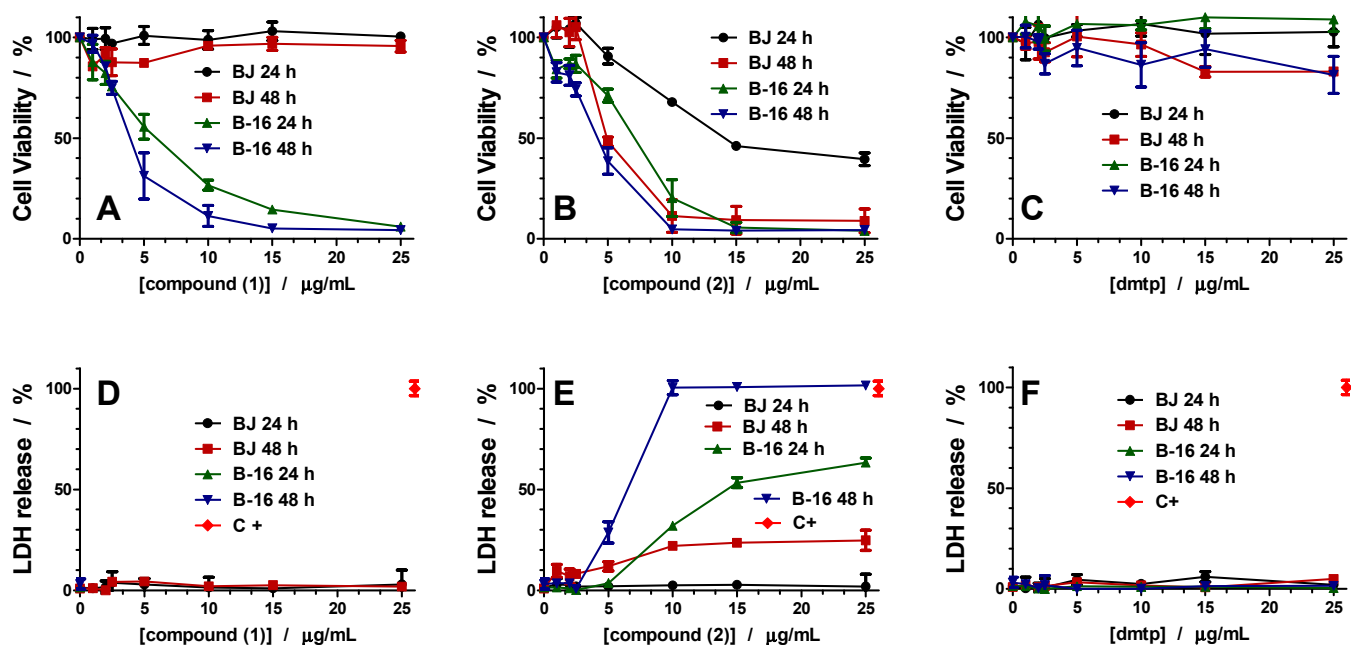 Cell Viability / %
100
50
0
0 5 10 15 20 25
[compound (1)] / µg/mL
A
BJ 24 h
BJ 48 h
B-16 24 h
B-16 48 h
Cell Viability / %
100
50
0
0 5 10 15 20 25
[compound (2)] / µg/mL
B
BJ 24 h
BJ 48 h
B-16 24 h
B-16 48 h
Cell Viability / %
100
50
0
0 5 10 15 20 25
[dmtp] / µg/mL
C
BJ 24 h
BJ 48 h
B-16 24 h
B-16 48 h
LDH release / %
100
50
0
0 5 10 15 20 25
[compound (1)] / µg/mL
D
BJ 24 h
BJ 48 h
B-16 24 h
B-16 48 h
C +
LDH release / %
100
50
0
0 5 10 15 20 25
[compound (2)] / µg/mL
E
BJ 24 h
BJ 48 h
B-16 24 h
B-16 48 h
C+
LDH release / %
100
50
0
0 5 10 15 20 25
[dmtp] / µg/mL
F
BJ 24 h
BJ 48 h
B-16 24 h
B-16 48 h
C+